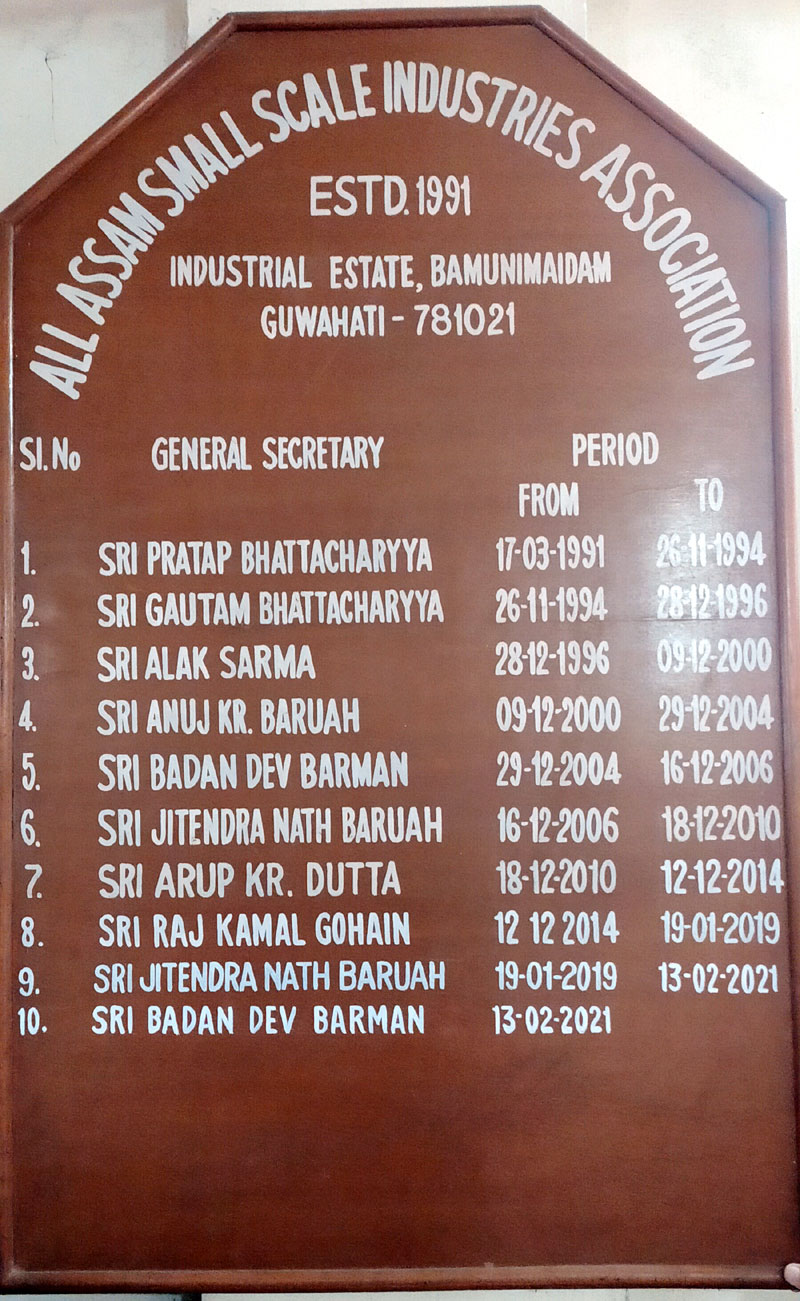 ALL ASSAM SMALL SCALE INDUSTRIES ASSOCIATION
ESTD. 1991
INDUSTRIAL ESTATE, BAMUNIMAIDAM
GUWAHATI - 781021
Sl. No GENERAL SECRETARY PERIOD
FROM TO
1. SRI PRATAP BHATTACHARYYA 17-03-1991 26-11-1994
2. SRI GAUTAM BHATTACHARYYA 26-11-1994 28-12-1996
3. SRI ALAK SARMA 28-12-1996 09-12-2000
4. SRI ANUJ KR. BARUAH 09-12-2000 29-12-2004
5. SRI BADAN DEV BARMAN 29-12-2004 16-12-2006
6. SRI JITENDRA NATH BARUAH 16-12-2006 18-12-2010
7. SRI ARUP KR. DUTTA 18-12-2010 12-12-2014
8. SRI RAJ KAMAL GOHAIN 12 12 2014 19-01-2019
9. SRI JITENDRA NATH BARUAH 19-01-2019 13-02-2021
10. SRI BADAN DEV BARMAN 13-02-2021